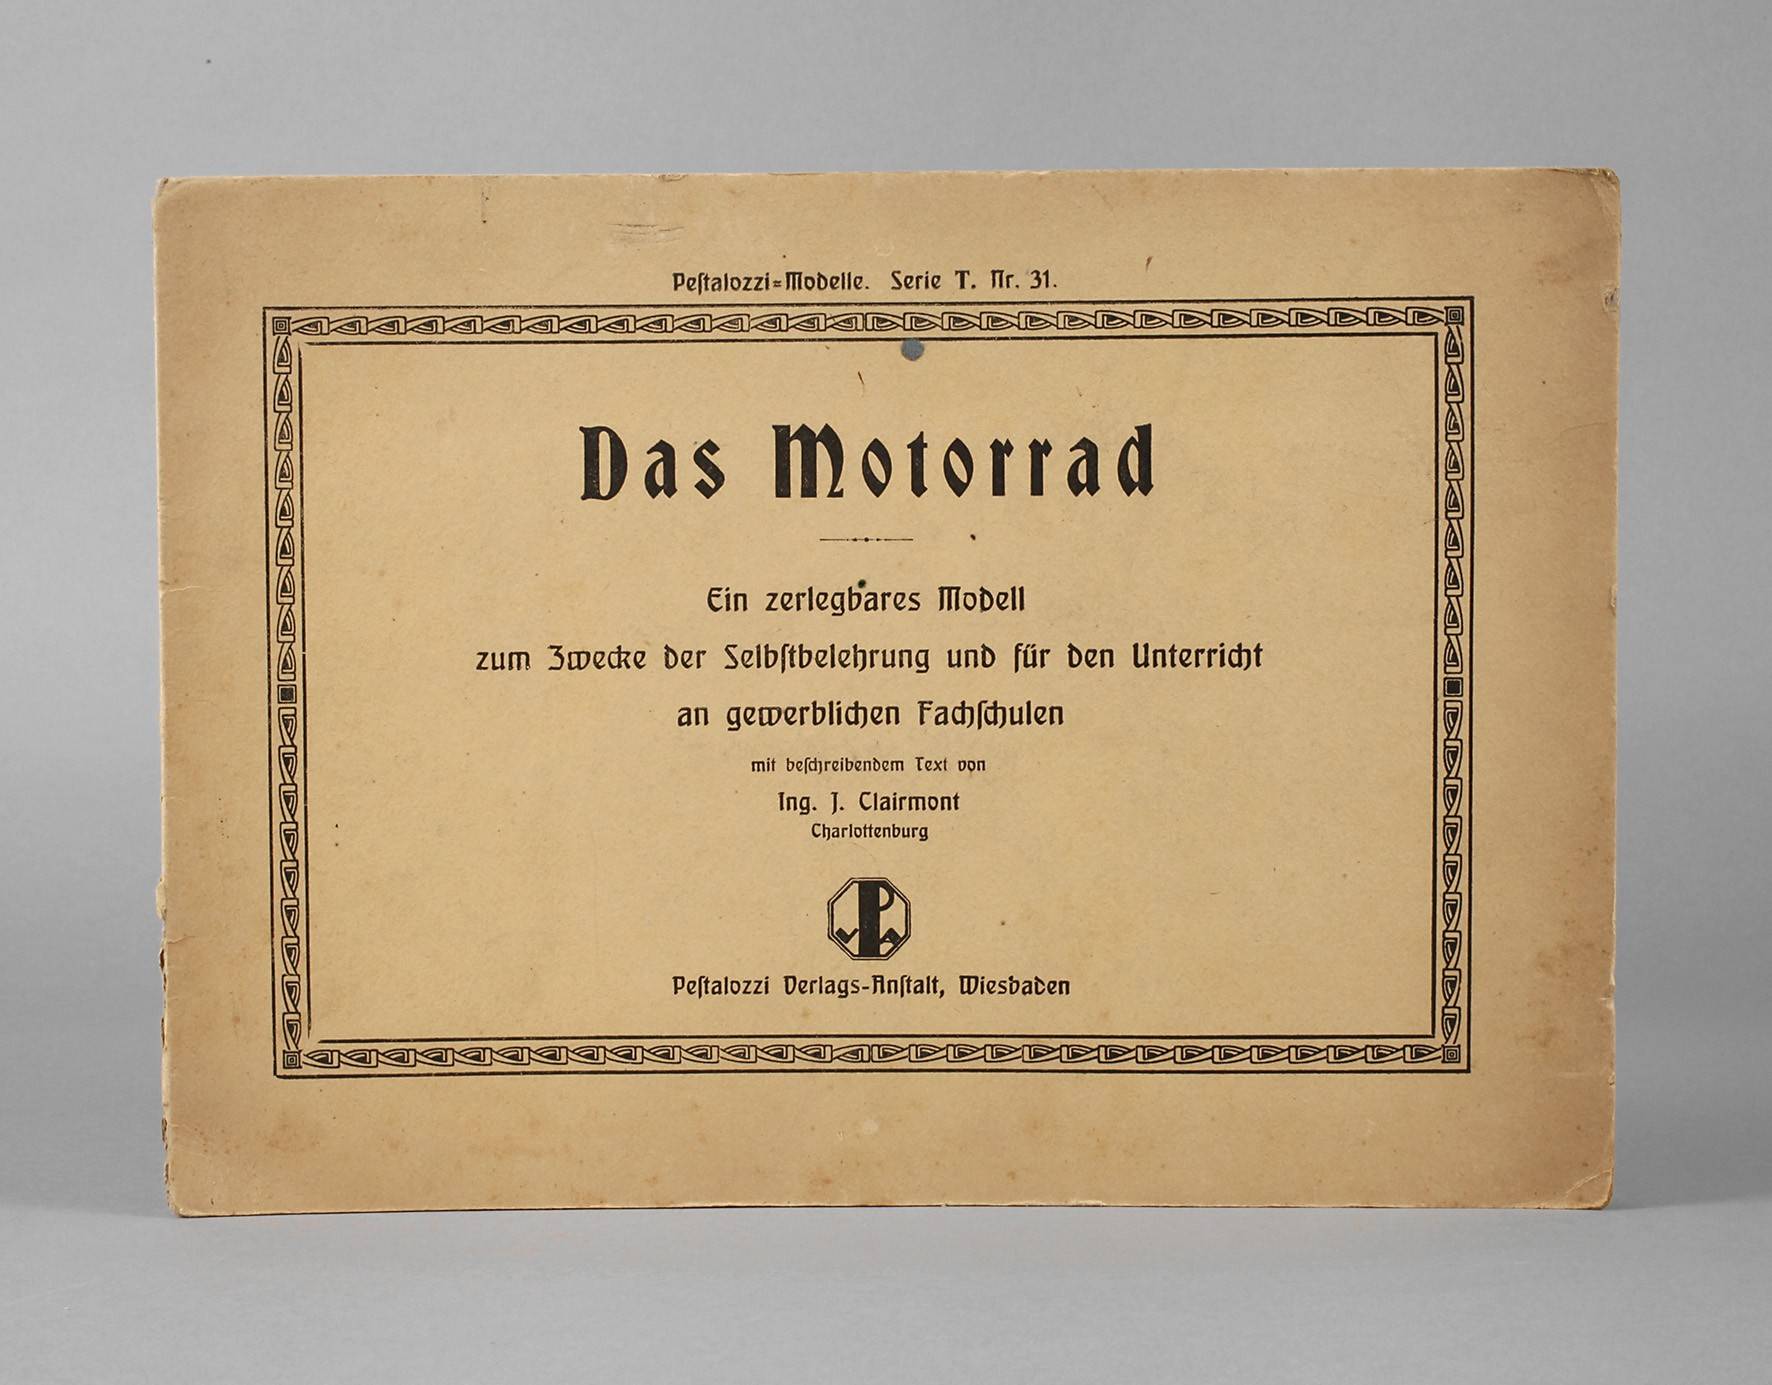 Peſtalozzi=Modelle. Serie T. Nr. 31.
Das Motorrad
Ein zerlegbares Modell
zum Zwecke der Selbſtbelehrung und für den Unterricht
an gewerblichen Fachſchulen
mit beſchreibendem Text von
Ing. J. Clairmont
Charlottenburg
VPA
Peſtalozzi Verlags-Anſtalt, Wiesbaden